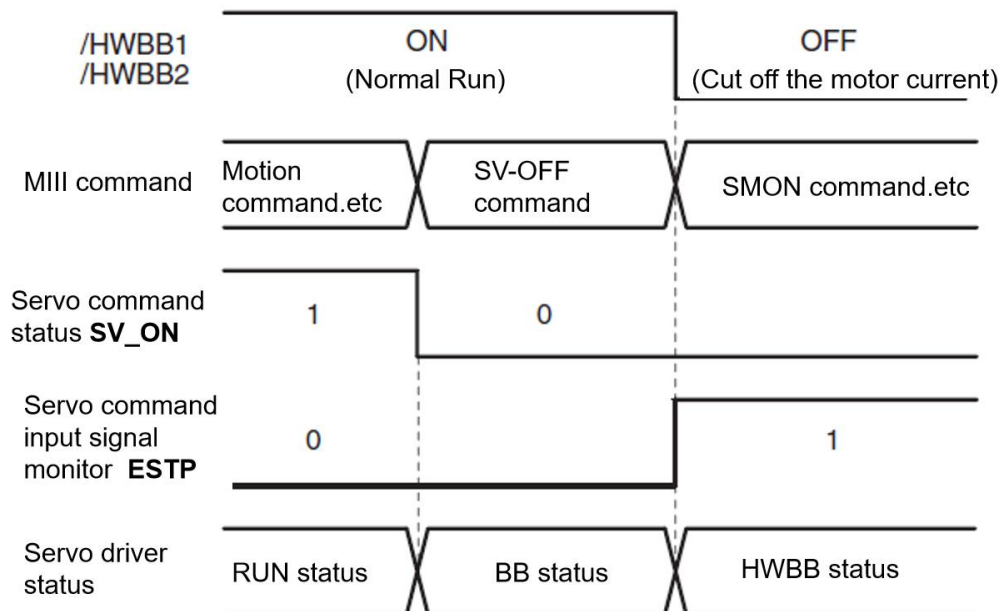 /HWBB1
/HWBB2
ON
(Normal Run)
OFF
(Cut off the motor current)
MIII command
Motion
command.etc
SV-OFF
command
SMON command.etc
Servo command
status SV_ON
1
0
Servo command
input signal
monitor ESTP
0
1
Servo driver
status
RUN status
BB status
HWBB status